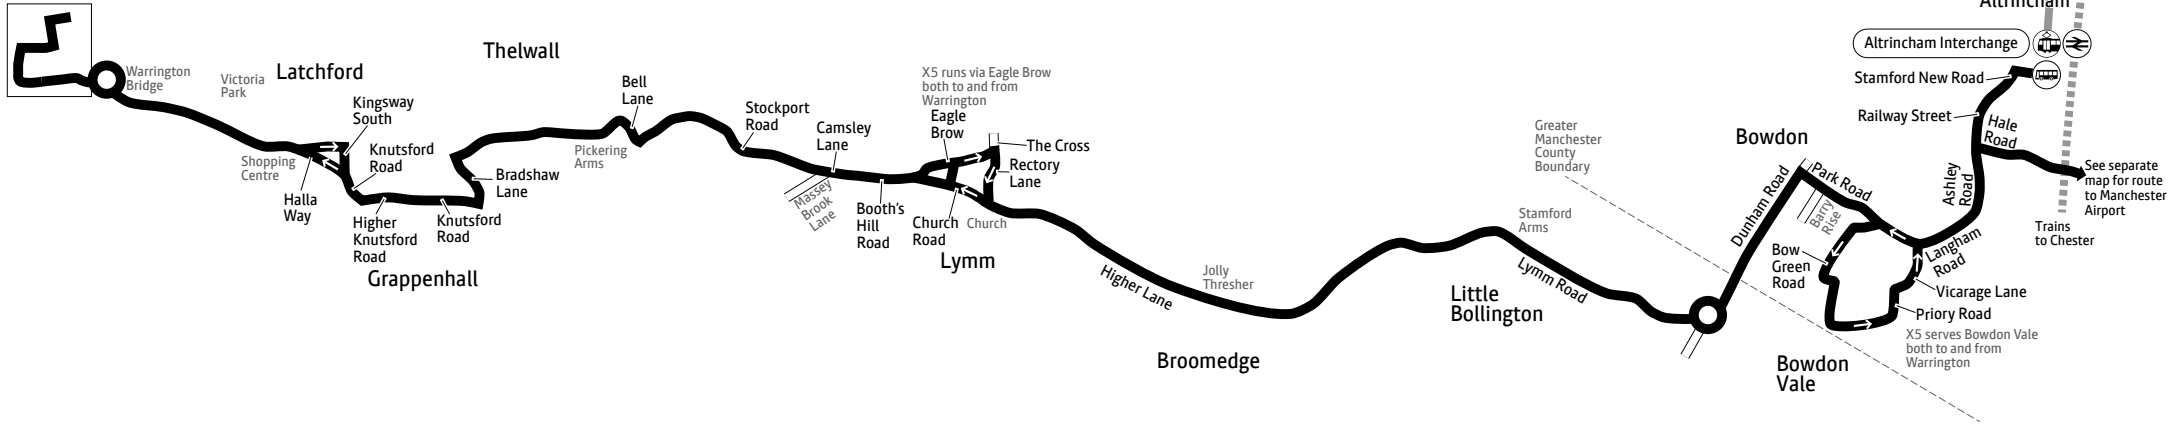 Altrincham
Altrincham Interchange
Stamford New Road
Railway Street
Hale
Road
Bowdon
Ashley
Road
Park Road
Barry
Rise
Dunham Road
Langham
Road
Bow
Green
Road
Vicarage Lane
Priory Road
X5 serves Bowdon Vale
both to and from
Warrington
Bowdon
Vale
See separate
map for route
to Manchester
Airport
Trains
to Chester
Greater
Manchester
County
Boundary
Stamford
Arms
Lymm Road
Little
Bollington
Jolly
Thresher
Higher Lane
Broomedge
X5 runs via Eagle Brow
both to and from
Warrington
Eagle
Brow
The Cross
Rectory
Lane
Church
Road
Church
Lymm
Booth's
Hill
Road
Camsley
Lane
Massey
Brook
Lane
Stockport
Road
Bell
Lane
Thelwall
Pickering
Arms
Bradshaw
Lane
Knutsford
Road
Higher
Knutsford
Road
Grappenhall
Knutsford
Road
Kingsway
South
Latchford
Halla
Way
Shopping
Centre
Victoria
Park
Warrington
Bridge